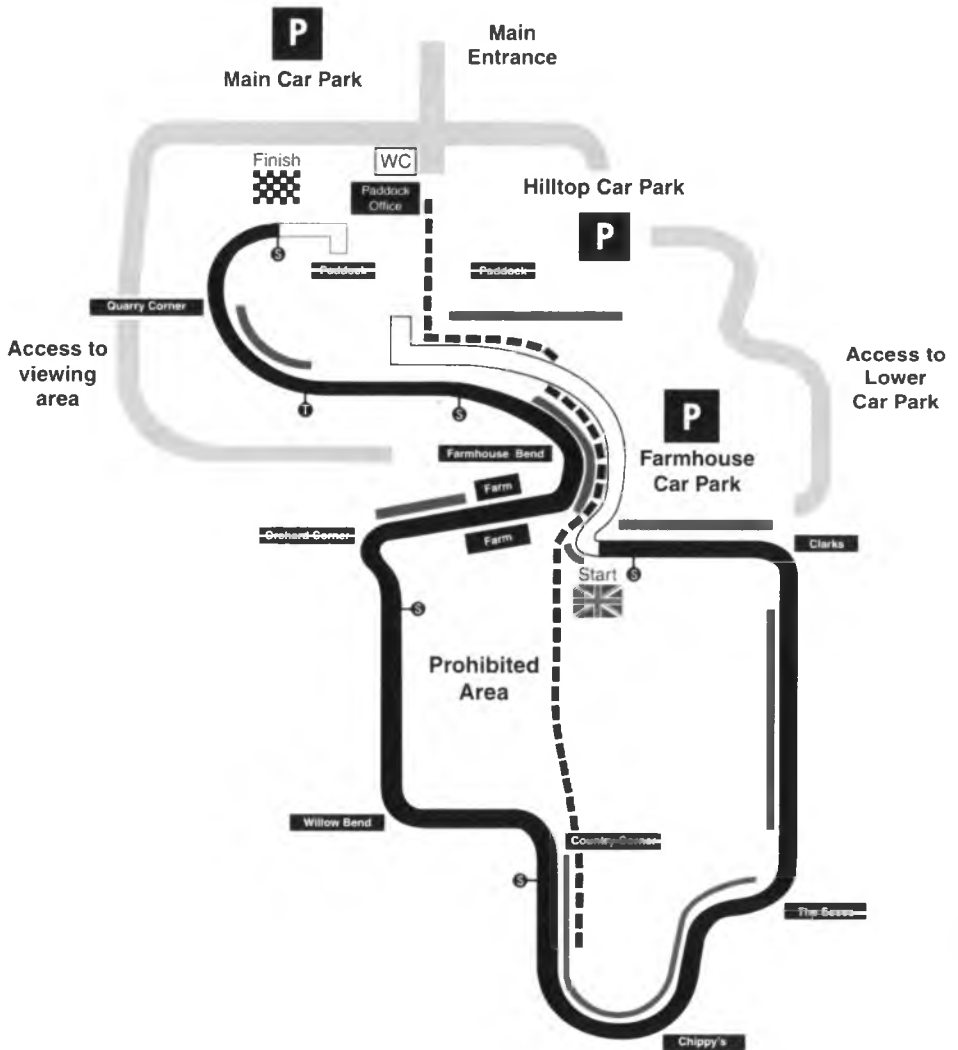 P
Main
Entrance
Main Car Park
Finish
WC
Paddock
Office
Hilltop Car Park
P
S
Paddock
Paddock
Quarry Corner
Access to
viewing
area
Access to
Lower
Car Park
T
S
P
Farmhouse Bend
Farmhouse
Car Park
Farm
Orchard Corner
Farm
Clarks
Start
S
S
Prohibited
Area
Willow Bend
Country Corner
S
The Esses
Chippy's